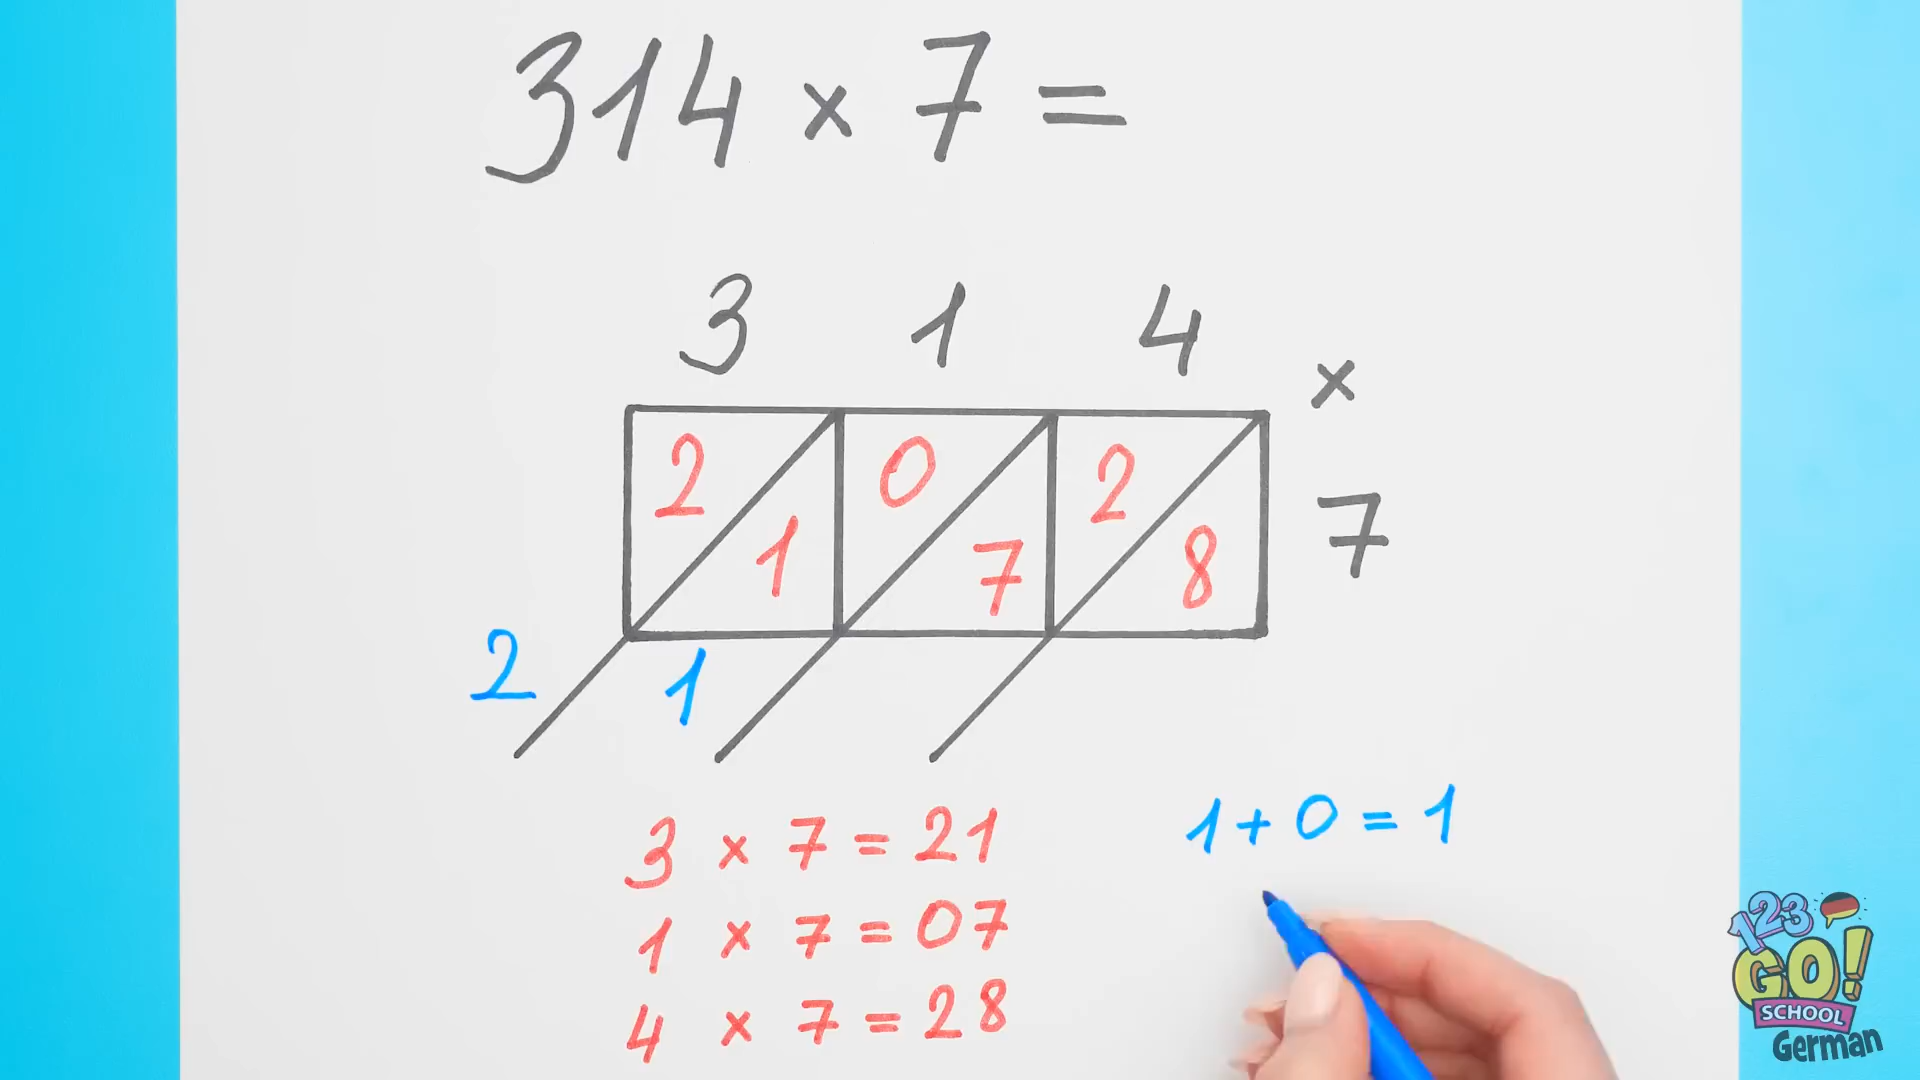 314 × 7 =
3 1 4 ×
2 0 2
1 7 8 7
2 1
3 × 7 = 21
1 + 0 = 1
1 × 7 = 07
4 × 7 = 28
123
GO!
SCHOOL
German